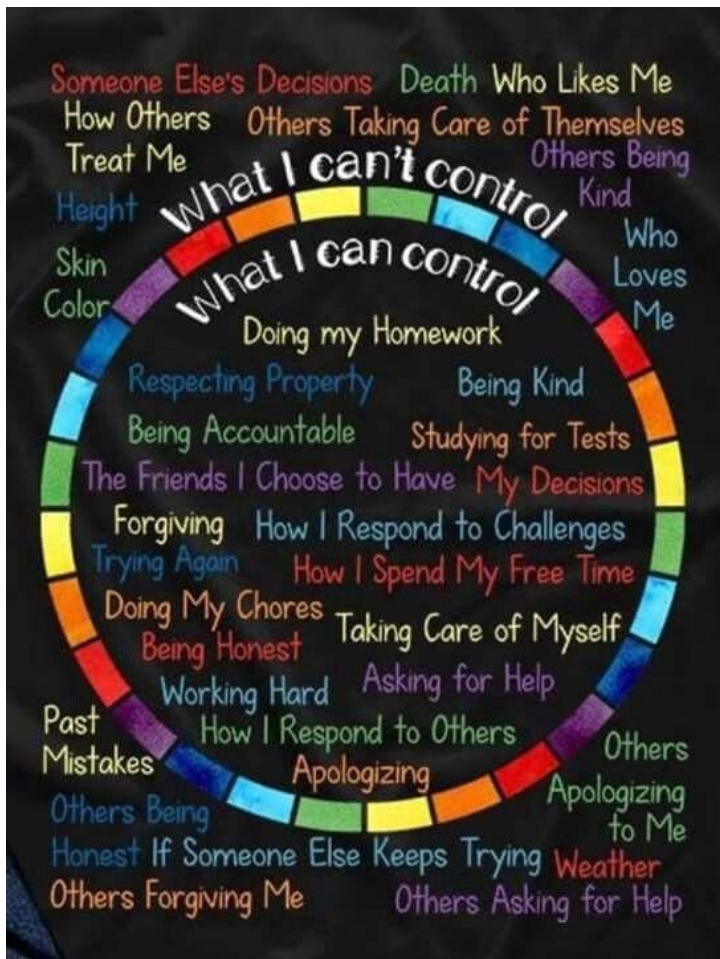 Someone Else's Decisions Death Who Likes Me
How Others Others Taking Care of Themselves
Treat Me Others Being
Kind
Height
Who
Loves
Me
Skin
Color
What I can't control
What I can control
Doing my Homework
Respecting Property Being Kind
Being Accountable Studying for Tests
The Friends I Choose to Have My Decisions
Forgiving How I Respond to Challenges
Trying Again How I Spend My Free Time
Doing My Chores Taking Care of Myself
Being Honest
Working Hard Asking for Help
How I Respond to Others
Apologizing
Past
Mistakes
Others
Apologizing
to Me
Others Being
Honest If Someone Else Keeps Trying Weather
Others Forgiving Me Others Asking for Help